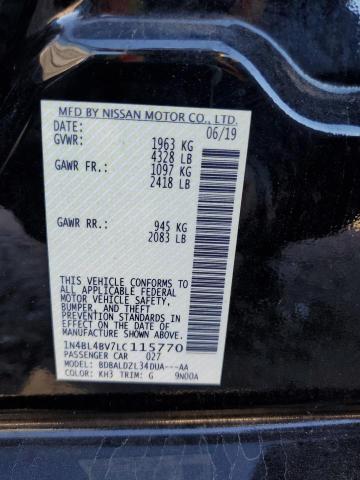 MFD BY NISSAN MOTOR CO., LTD.
DATE: 06/19
GVWR: 1963 KG
4328 LB
GAWR FR: 1097 KG
2418 LB
GAWR RR: 945 KG
2083 LB
THIS VEHICLE CONFORMS TO
ALL APPLICABLE FEDERAL
MOTOR VEHICLE SAFETY,
BUMPER, AND THEFT
PREVENTION STANDARDS IN
EFFECT ON THE DATE OF
MANUFACTURE SHOWN ABOVE.
1N4BL4BV7LC115770
PASSENGER CAR 027
MODEL: BDBALDZL34DUA---AA
COLOR: KH3 TRIM: G 9N00A